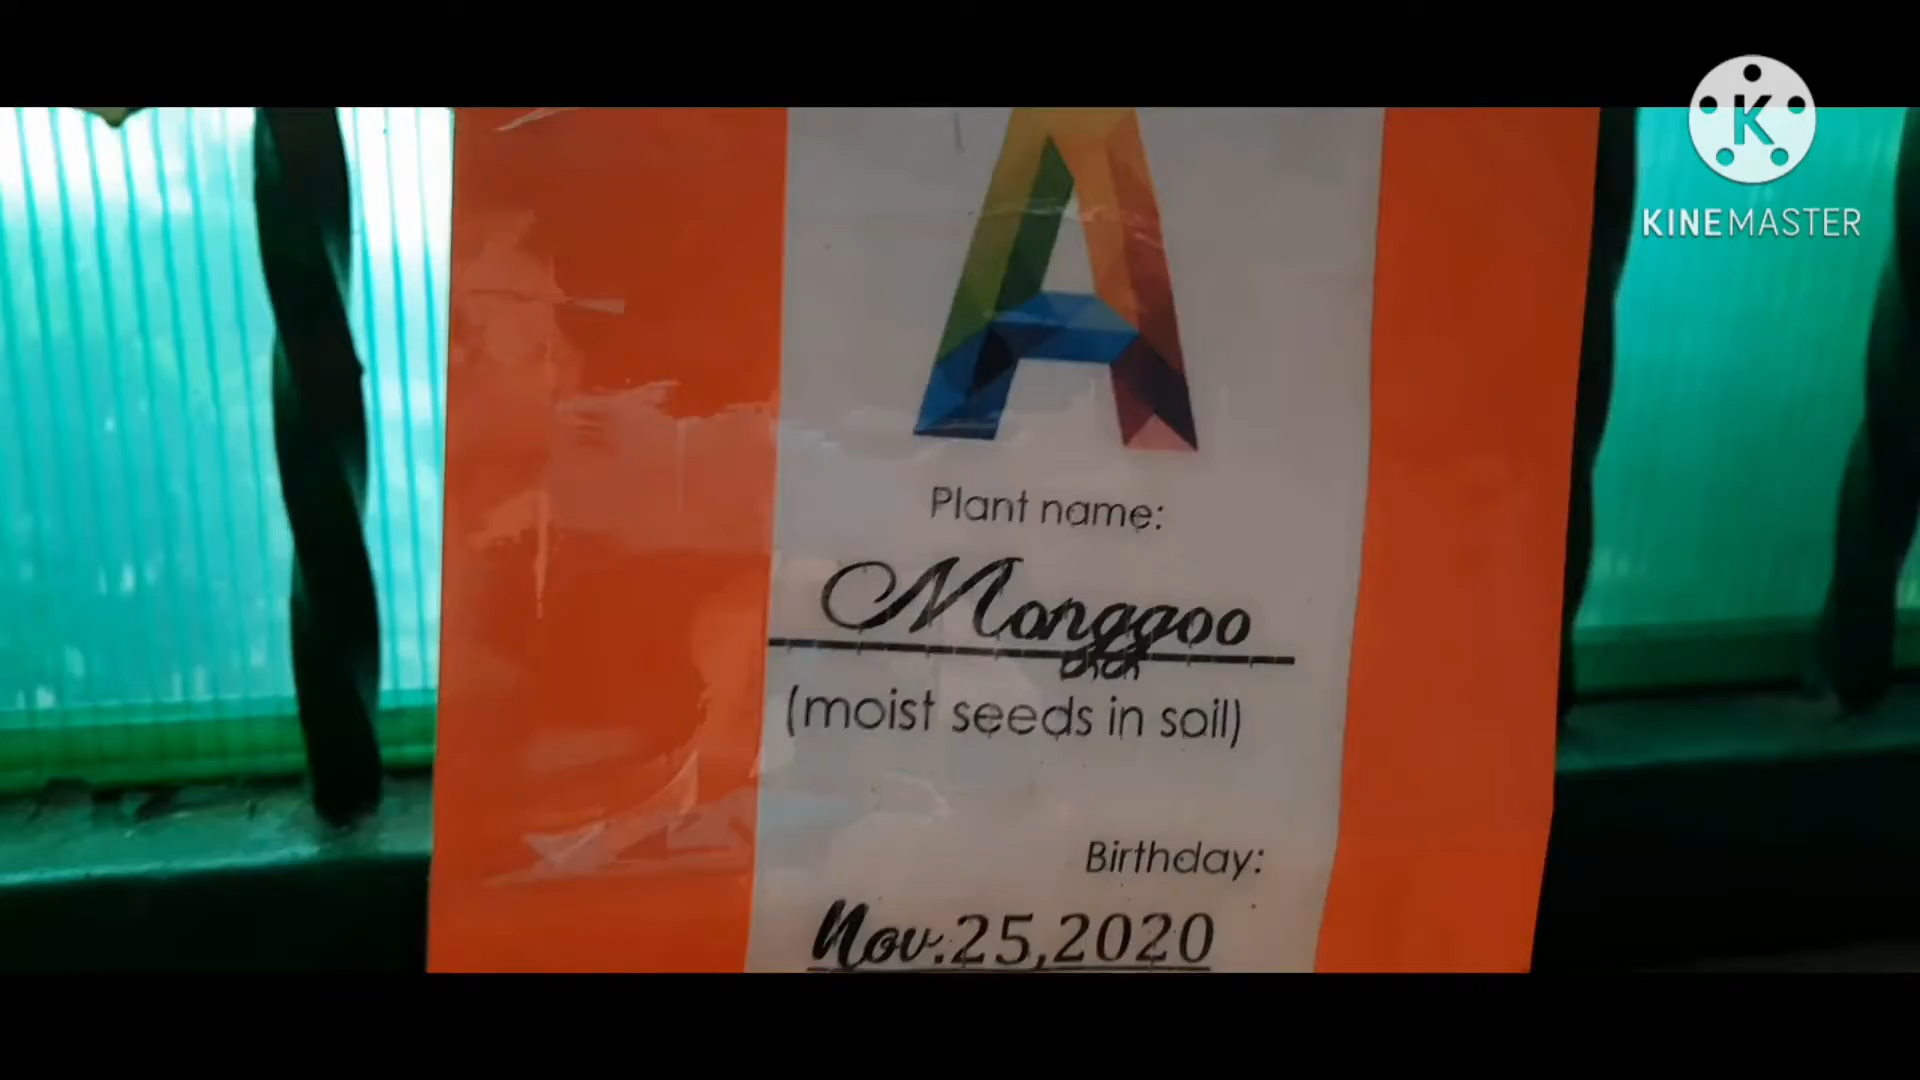 K
KINEMASTER
A
Plant name:
Monggoo
(moist seeds in soil)
Birthday:
Nov.25,2020